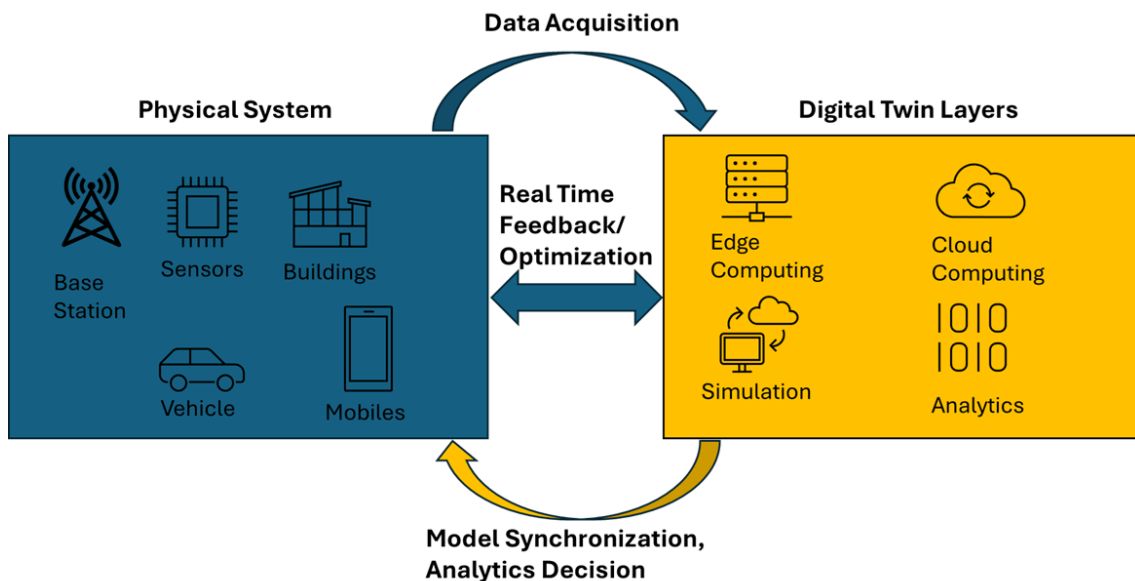 Data Acquisition
Physical System
Digital Twin Layers
Base
Station
Sensors
Buildings
Vehicle
Mobiles
Real Time
Feedback/
Optimization
Edge
Computing
Cloud
Computing
Simulation
1010
1010
Analytics
Model Synchronization,
Analytics Decision